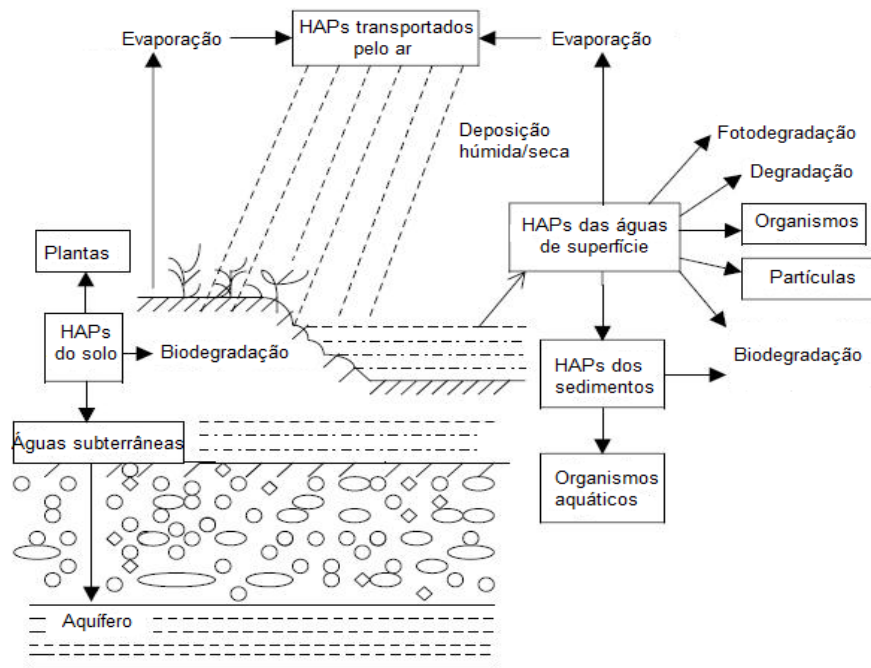 HAPs transportados
pelo ar
Evaporação
Evaporação
Deposição
húmida/seca
Fotodegradação
Degradação
HAPs das águas
de superfície
Organismos
Partículas
Plantas
HAPs
do solo
Biodegradação
HAPs dos
sedimentos
Biodegradação
Águas subterrâneas
Organismos
aquáticos
Aquífero